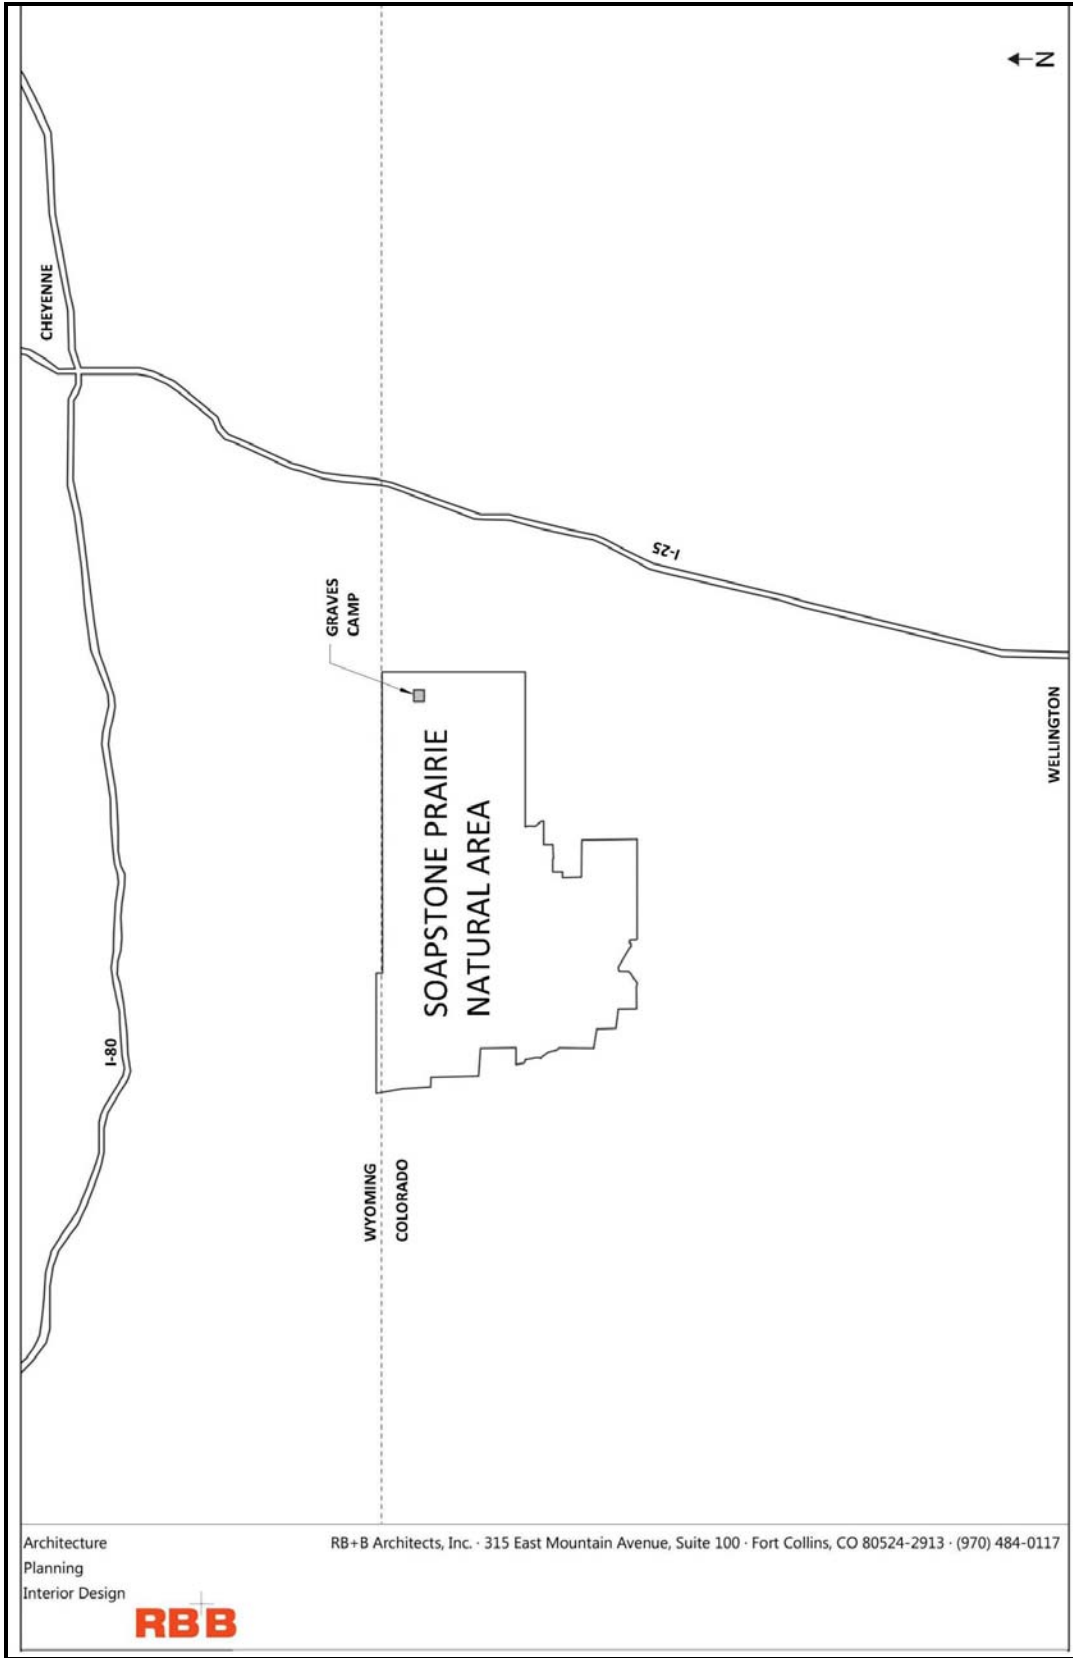 N
CHEYENNE
I-25
GRAVES
CAMP
SOAPSTONE PRAIRIE
NATURAL AREA
WELLINGTON
I-80
WYOMING
COLORADO
Architecture
Planning
Interior Design
RB+B Architects, Inc. · 315 East Mountain Avenue, Suite 100 · Fort Collins, CO 80524-2913 · (970) 484-0117
RB+B